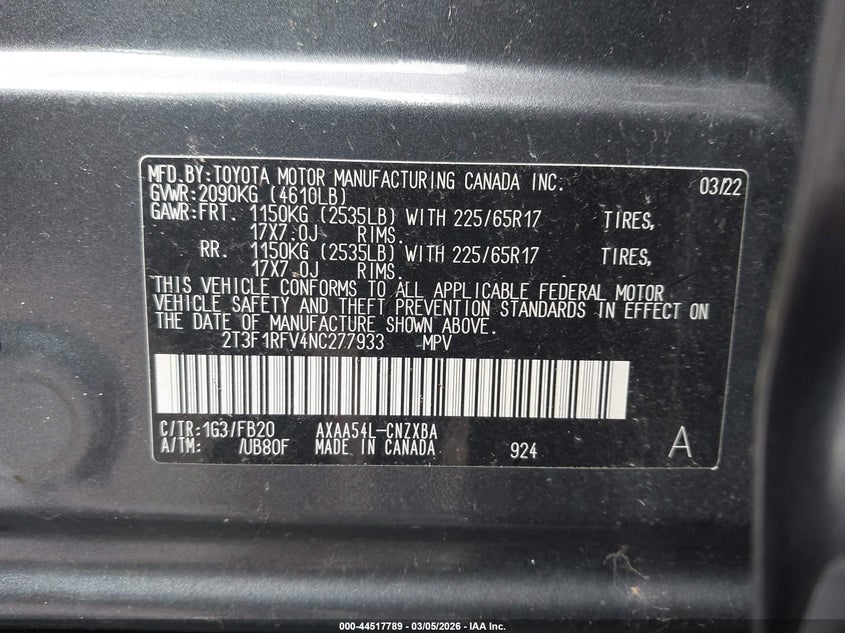 MFD.BY:TOYOTA MOTOR MANUFACTURING CANADA INC. 03/22
GVWR:2090KG (4610LB)
GAWR:FRT. 1150KG (2535LB) WITH 225/65R17 TIRES,
17X7.0J RIMS.
RR. 1150KG (2535LB) WITH 225/65R17 TIRES,
17X7.0J RIMS.
THIS VEHICLE CONFORMS TO ALL APPLICABLE FEDERAL MOTOR
VEHICLE SAFETY AND THEFT PREVENTION STANDARDS IN EFFECT ON
THE DATE OF MANUFACTURE SHOWN ABOVE.
2T3F1RFV4NC277933 MPV
C/TR:1G3/FB20 AXAA54L-CNZXBA
A/TM: /UB80F MADE IN CANADA 924 A
000-44517789 - 03/05/2026 - IAA Inc.